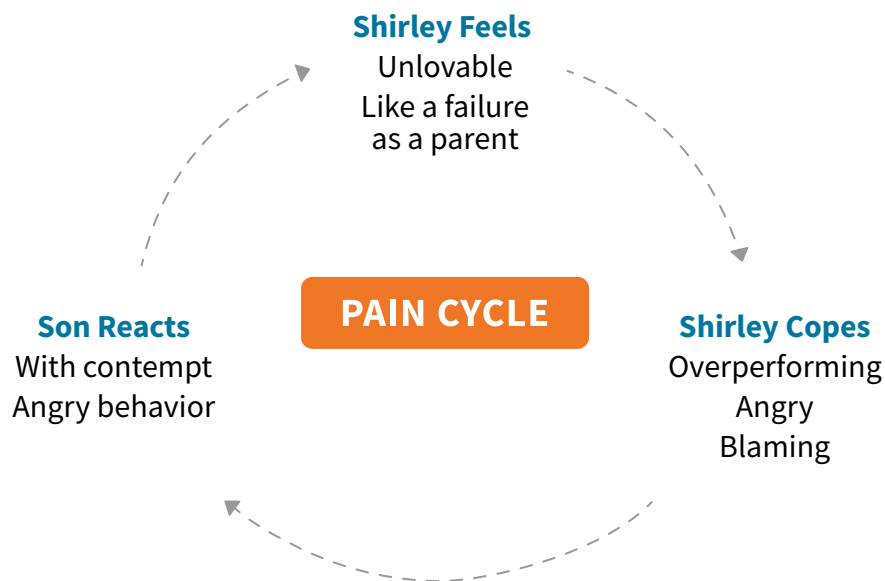 Shirley Feels
Unlovable
Like a failure
as a parent
PAIN CYCLE
Son Reacts
With contempt
Angry behavior
Shirley Copes
Overperforming
Angry
Blaming